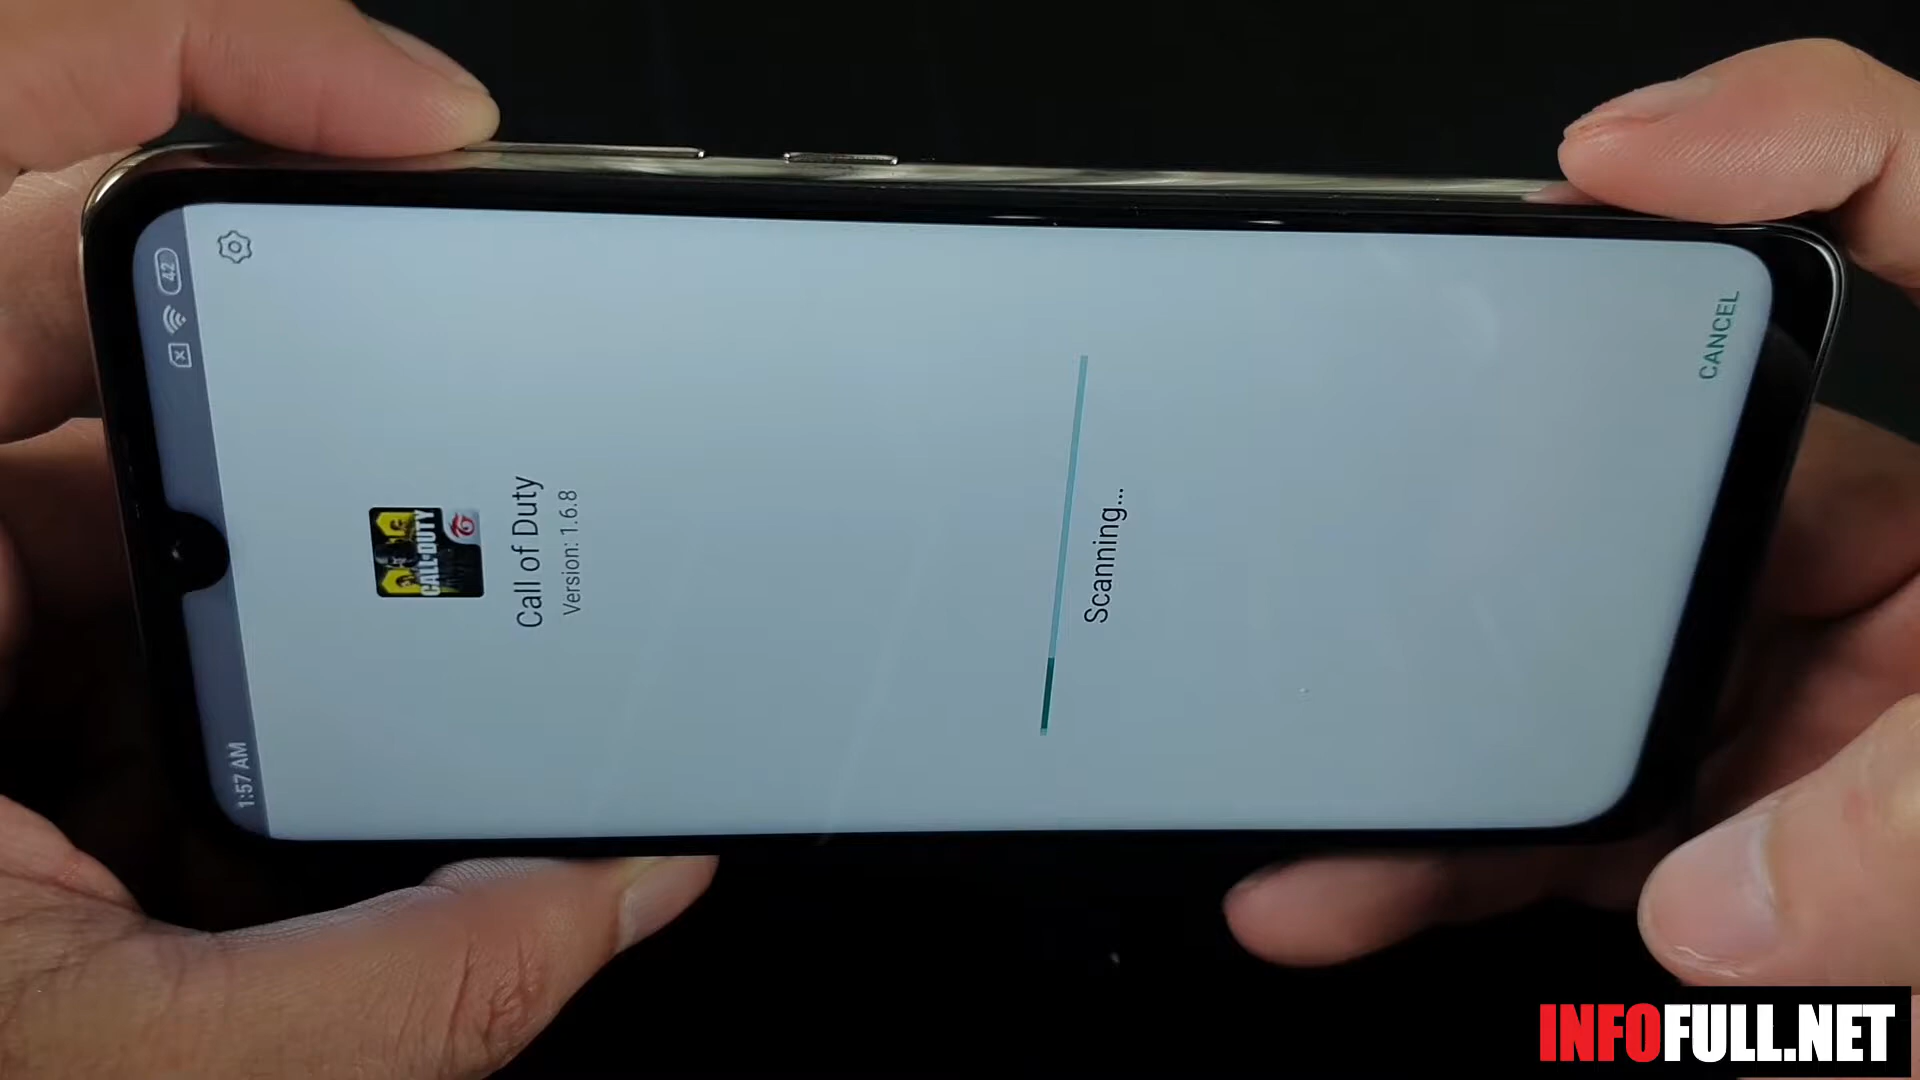 1:57 AM
42
CALL OF DUTY
Call of Duty
Version: 1.6.8
Scanning...
CANCEL
INFOFULL.NET